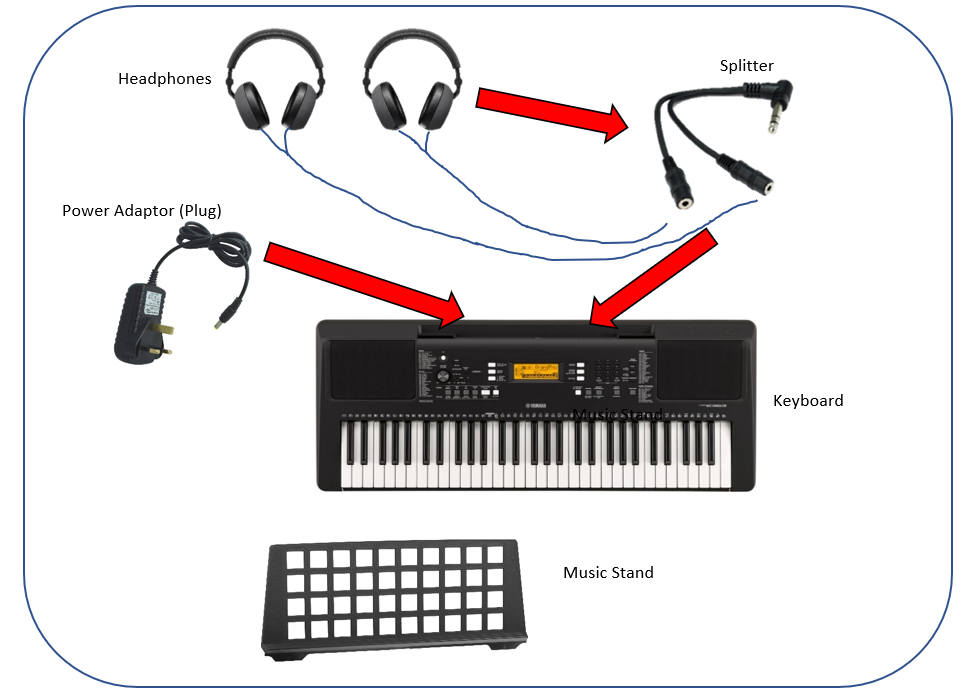 Headphones
Splitter
Power Adaptor (Plug)
YAMAHA
Music Stand
Keyboard
Music Stand